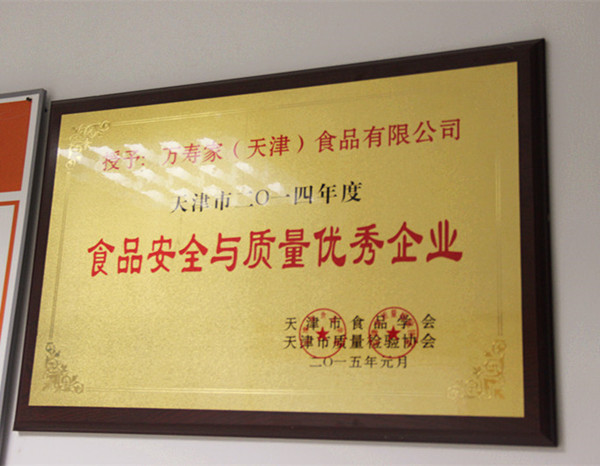 授予：万寿家（天津）食品有限公司
天津市二〇一四年度
食品安全与质量优秀企业
天津市食品学会
天津市质量检验协会
二〇一五年元月